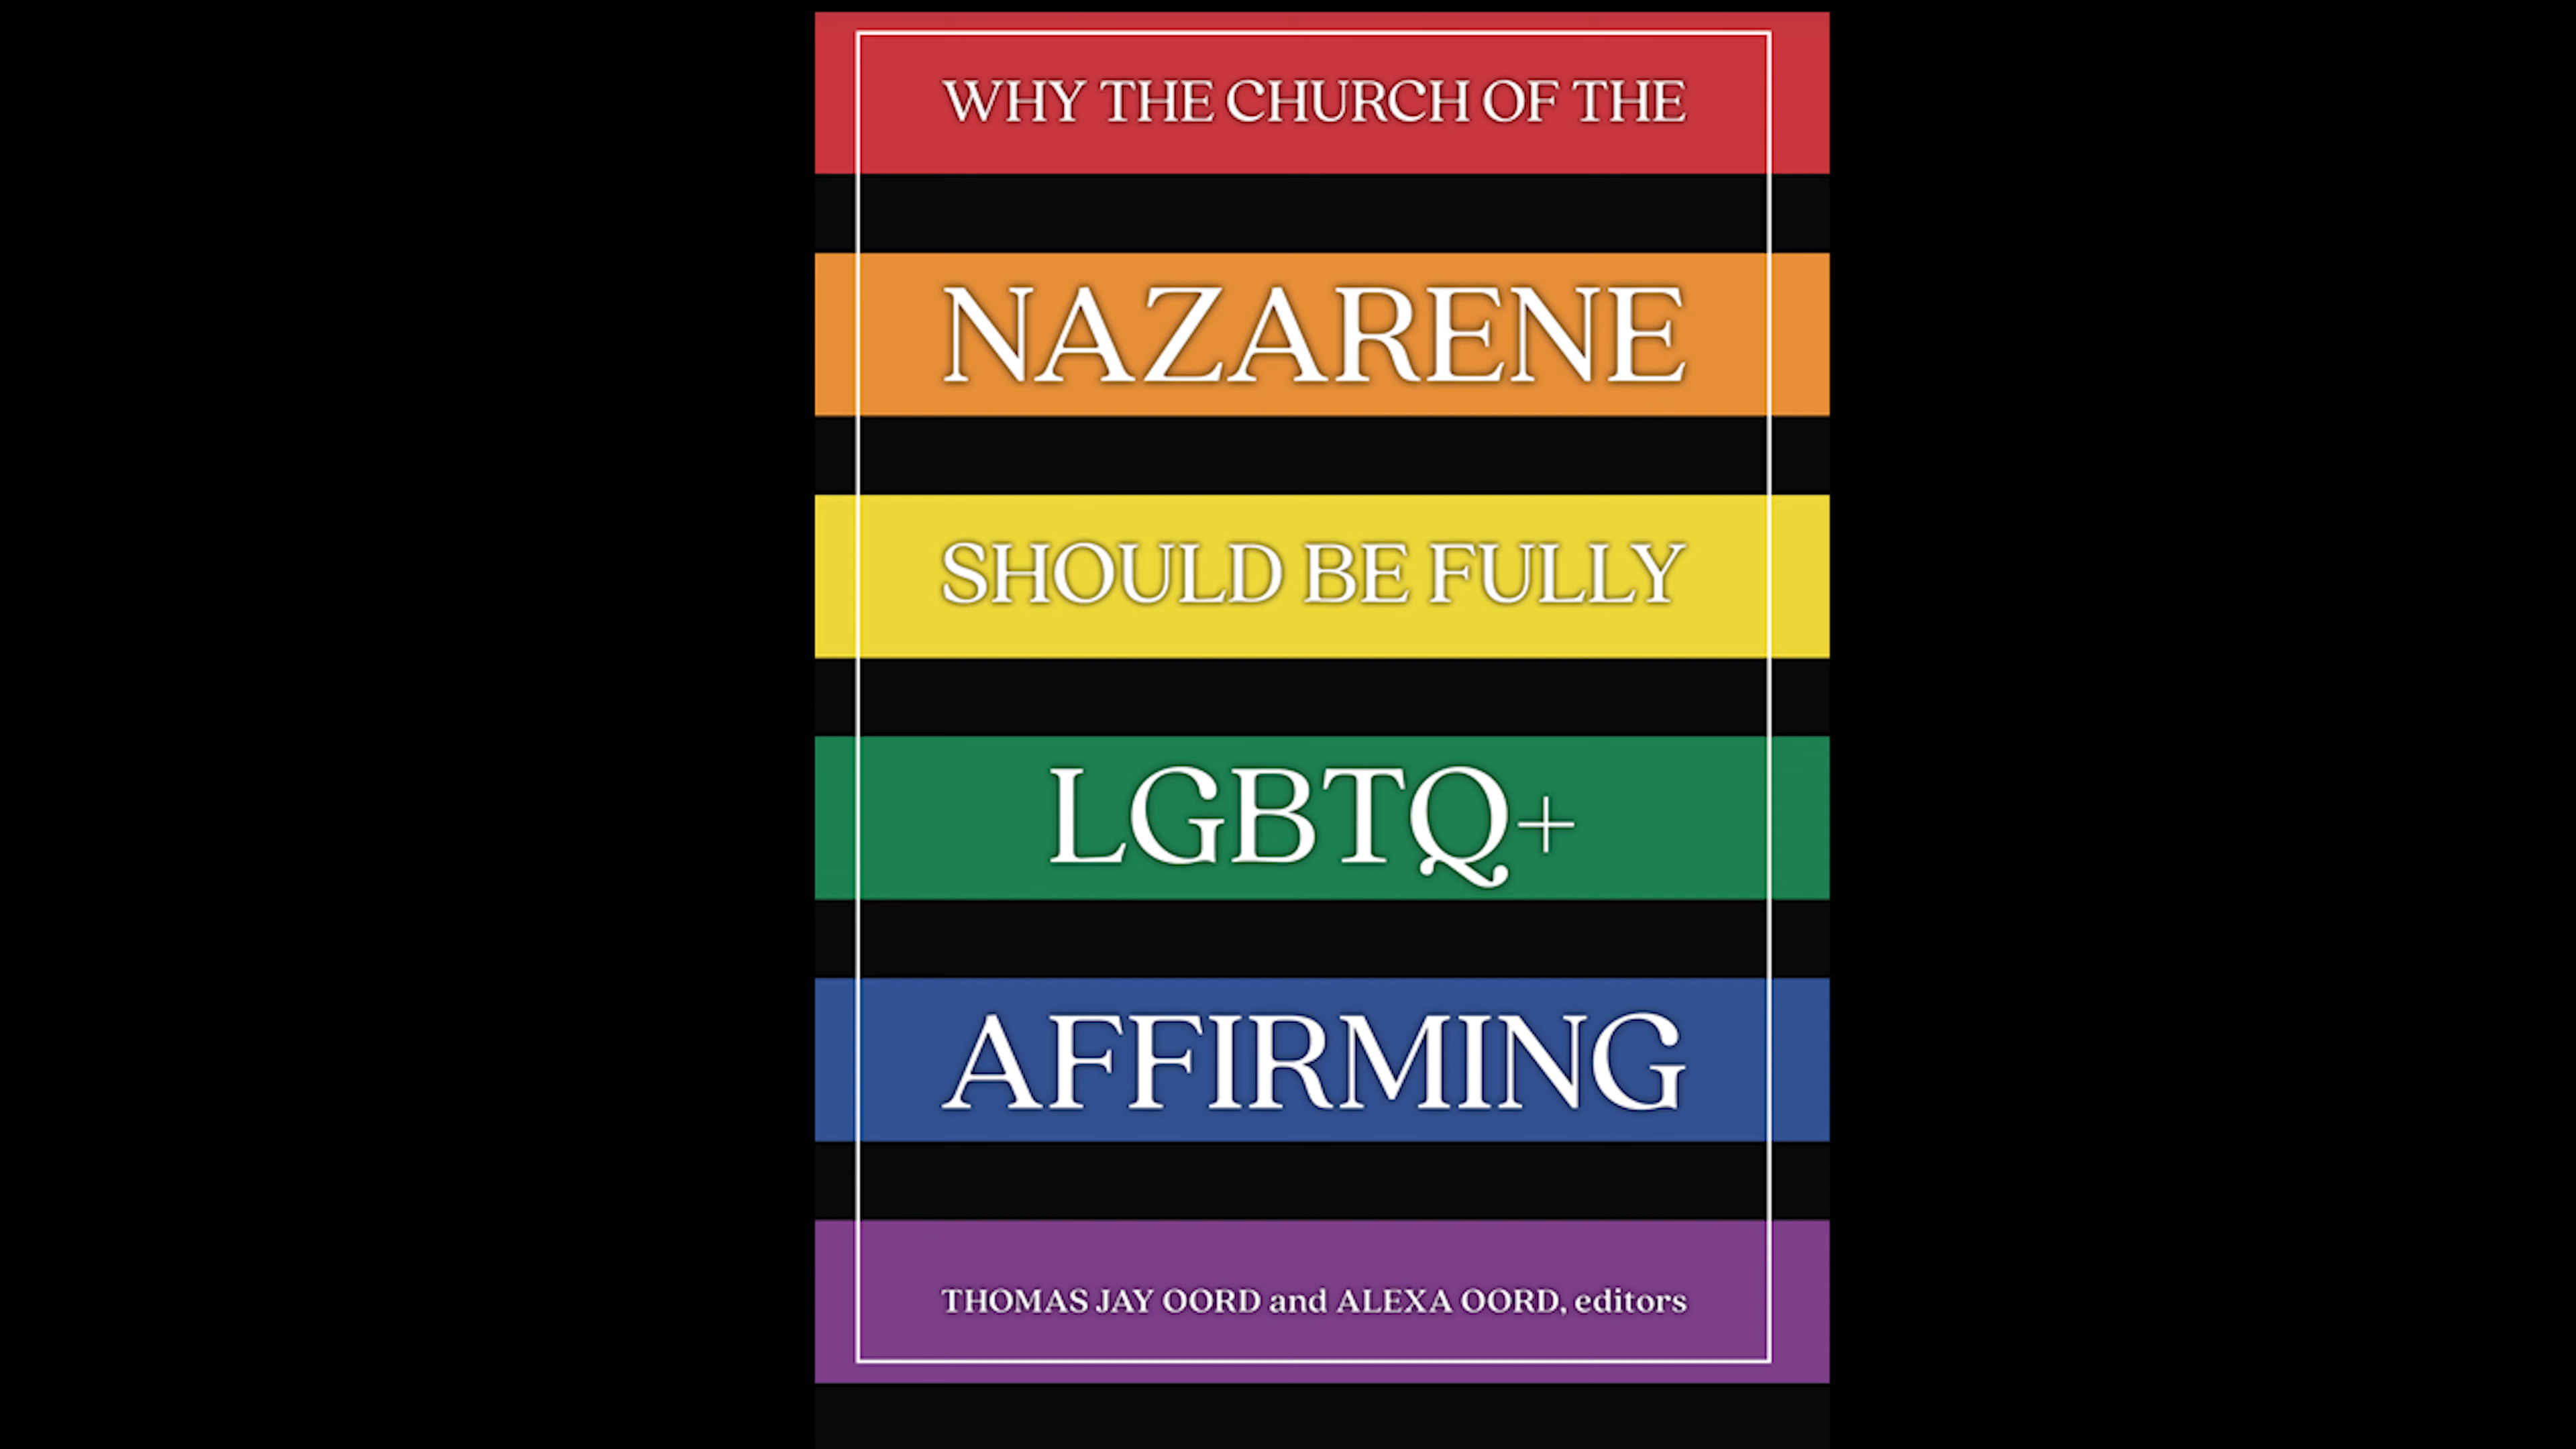 WHY THE CHURCH OF THE
NAZARENE
SHOULD BE FULLY
LGBTQ+
AFFIRMING
THOMAS JAY OORD and ALEXA OORD, editors